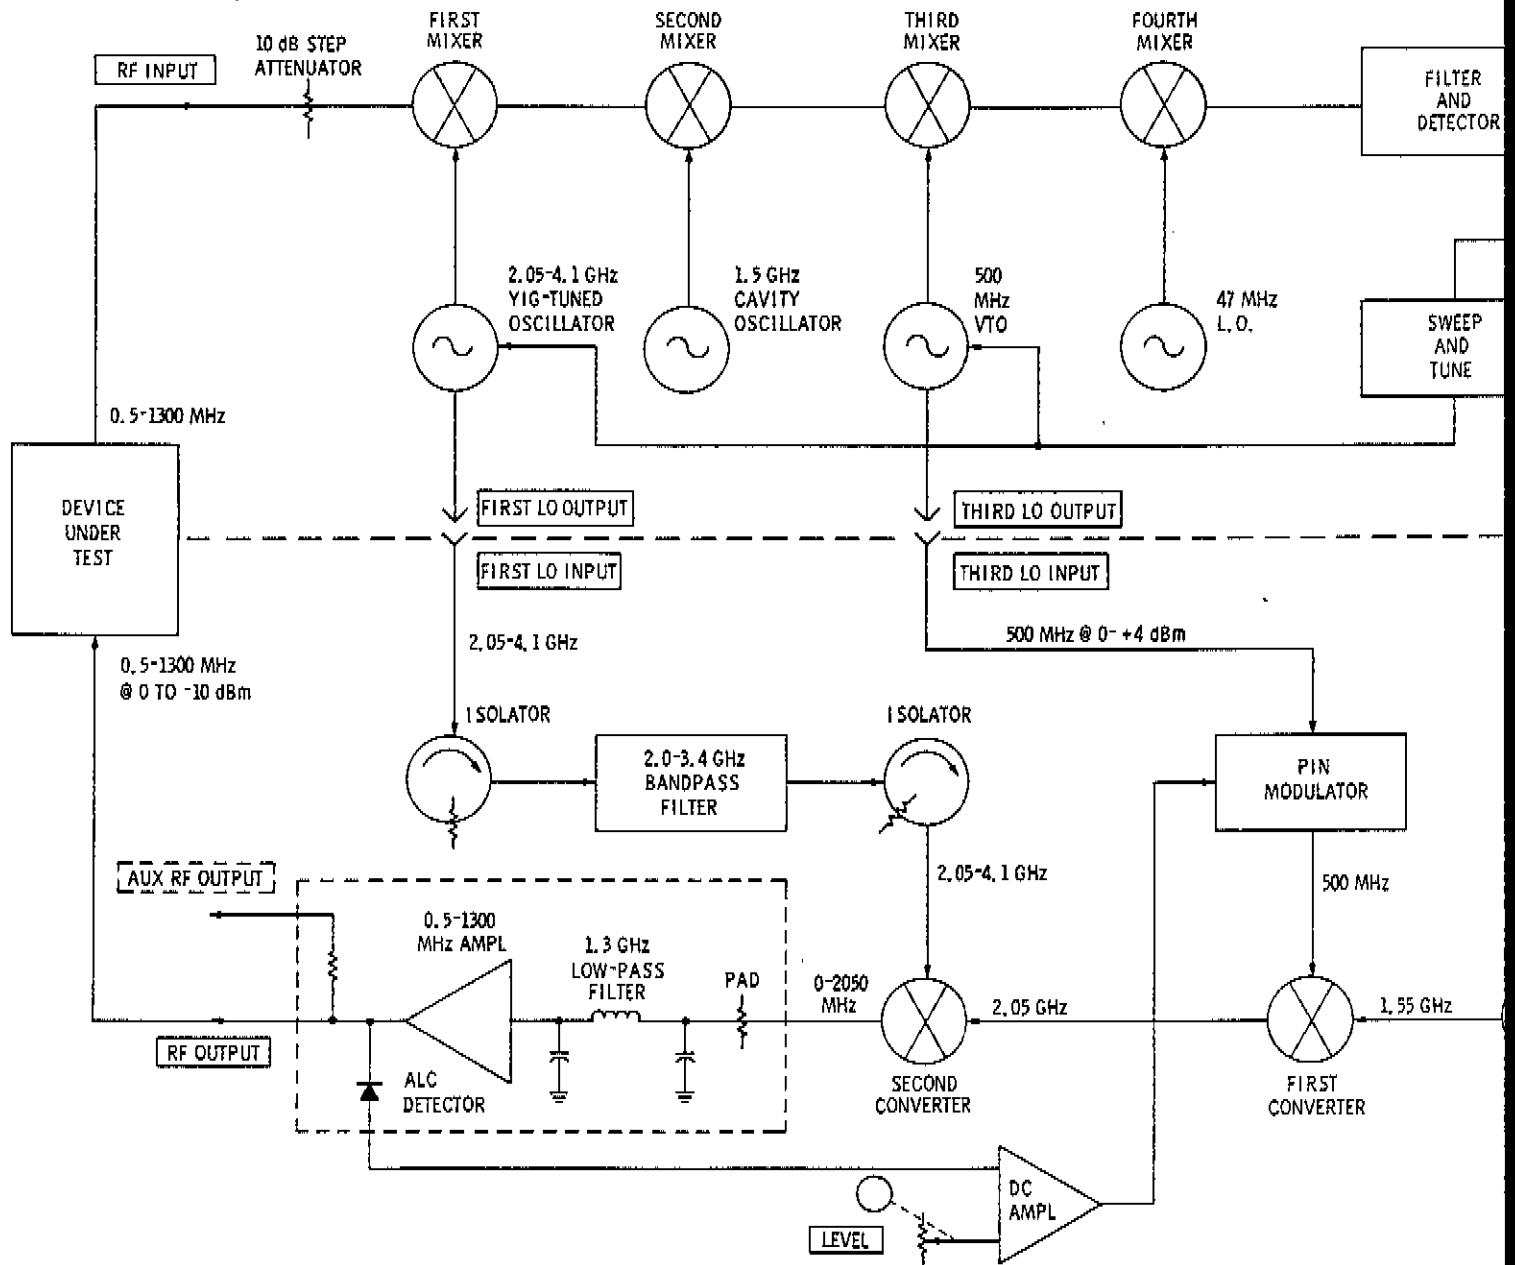 FIRST
MIXER
SECOND
MIXER
THIRD
MIXER
FOURTH
MIXER
10 dB STEP
ATTENUATOR
RF INPUT
FILTER
AND
DETECTOR
2.05-4.1 GHz
YIG-TUNED
OSCILLATOR
1.5 GHz
CAVITY
OSCILLATOR
500
MHz
VTO
47 MHz
L.O.
SWEEP
AND
TUNE
0.5-1300 MHz
DEVICE
UNDER
TEST
FIRST LO OUTPUT
THIRD LO OUTPUT
FIRST LO INPUT
THIRD LO INPUT
2.05-4.1 GHz
500 MHz @ 0- +4 dBm
0.5-1300 MHz
@ 0 TO -10 dBm
ISOLATOR
2.0-3.4 GHz
BANDPASS
FILTER
ISOLATOR
PIN
MODULATOR
AUX RF OUTPUT
2.05-4.1 GHz
500 MHz
0.5-1300
MHz AMPL
1.3 GHz
LOW-PASS
FILTER
PAD
0-2050
MHz
2.05 GHz
1.55 GHz
RF OUTPUT
ALC
DETECTOR
SECOND
CONVERTER
FIRST
CONVERTER
DC
AMPL
LEVEL